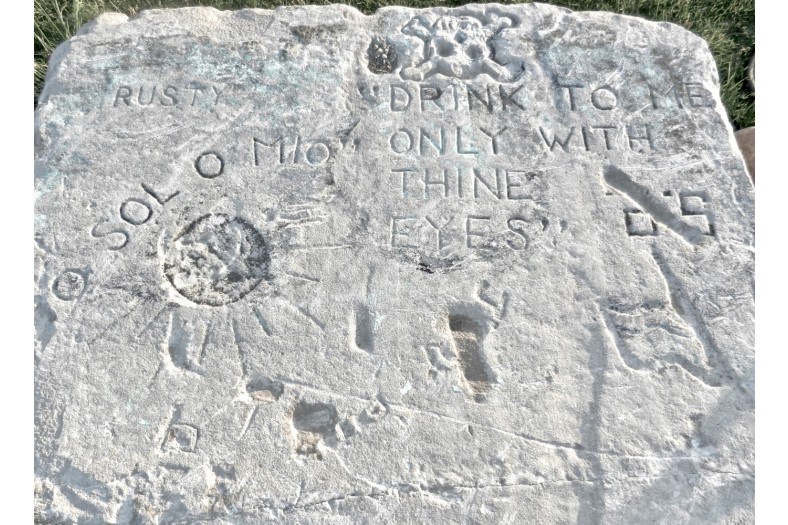 RUSTY
O SOLO O MIO"
"DRINK TO ME
ONLY WITH
THINE
EYES"